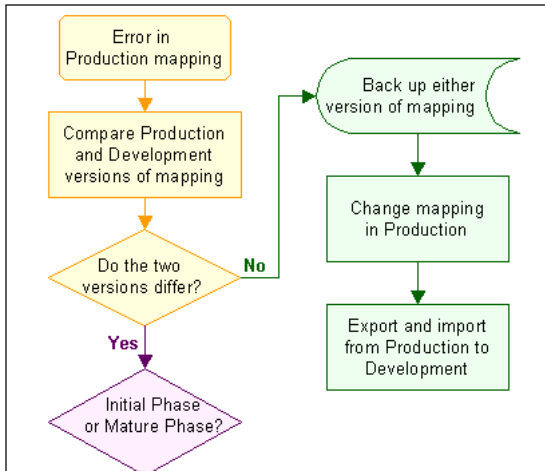 Error in
Production mapping
Compare Production
and Development
versions of mapping
Do the two
versions differ?
No
Yes
Initial Phase
or Mature Phase?
Back up either
version of mapping
Change mapping
in Production
Export and import
from Production to
Development